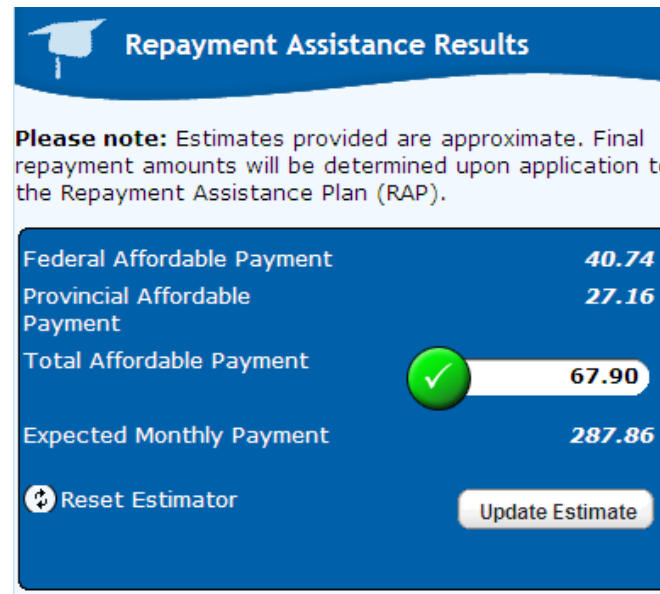 Repayment Assistance Results
Please note: Estimates provided are approximate. Final
repayment amounts will be determined upon application
the Repayment Assistance Plan (RAP).
Federal Affordable Payment 40.74
Provincial Affordable 27.16
Payment
Total Affordable Payment 67.90
Expected Monthly Payment 287.86
Reset Estimator Update Estimate